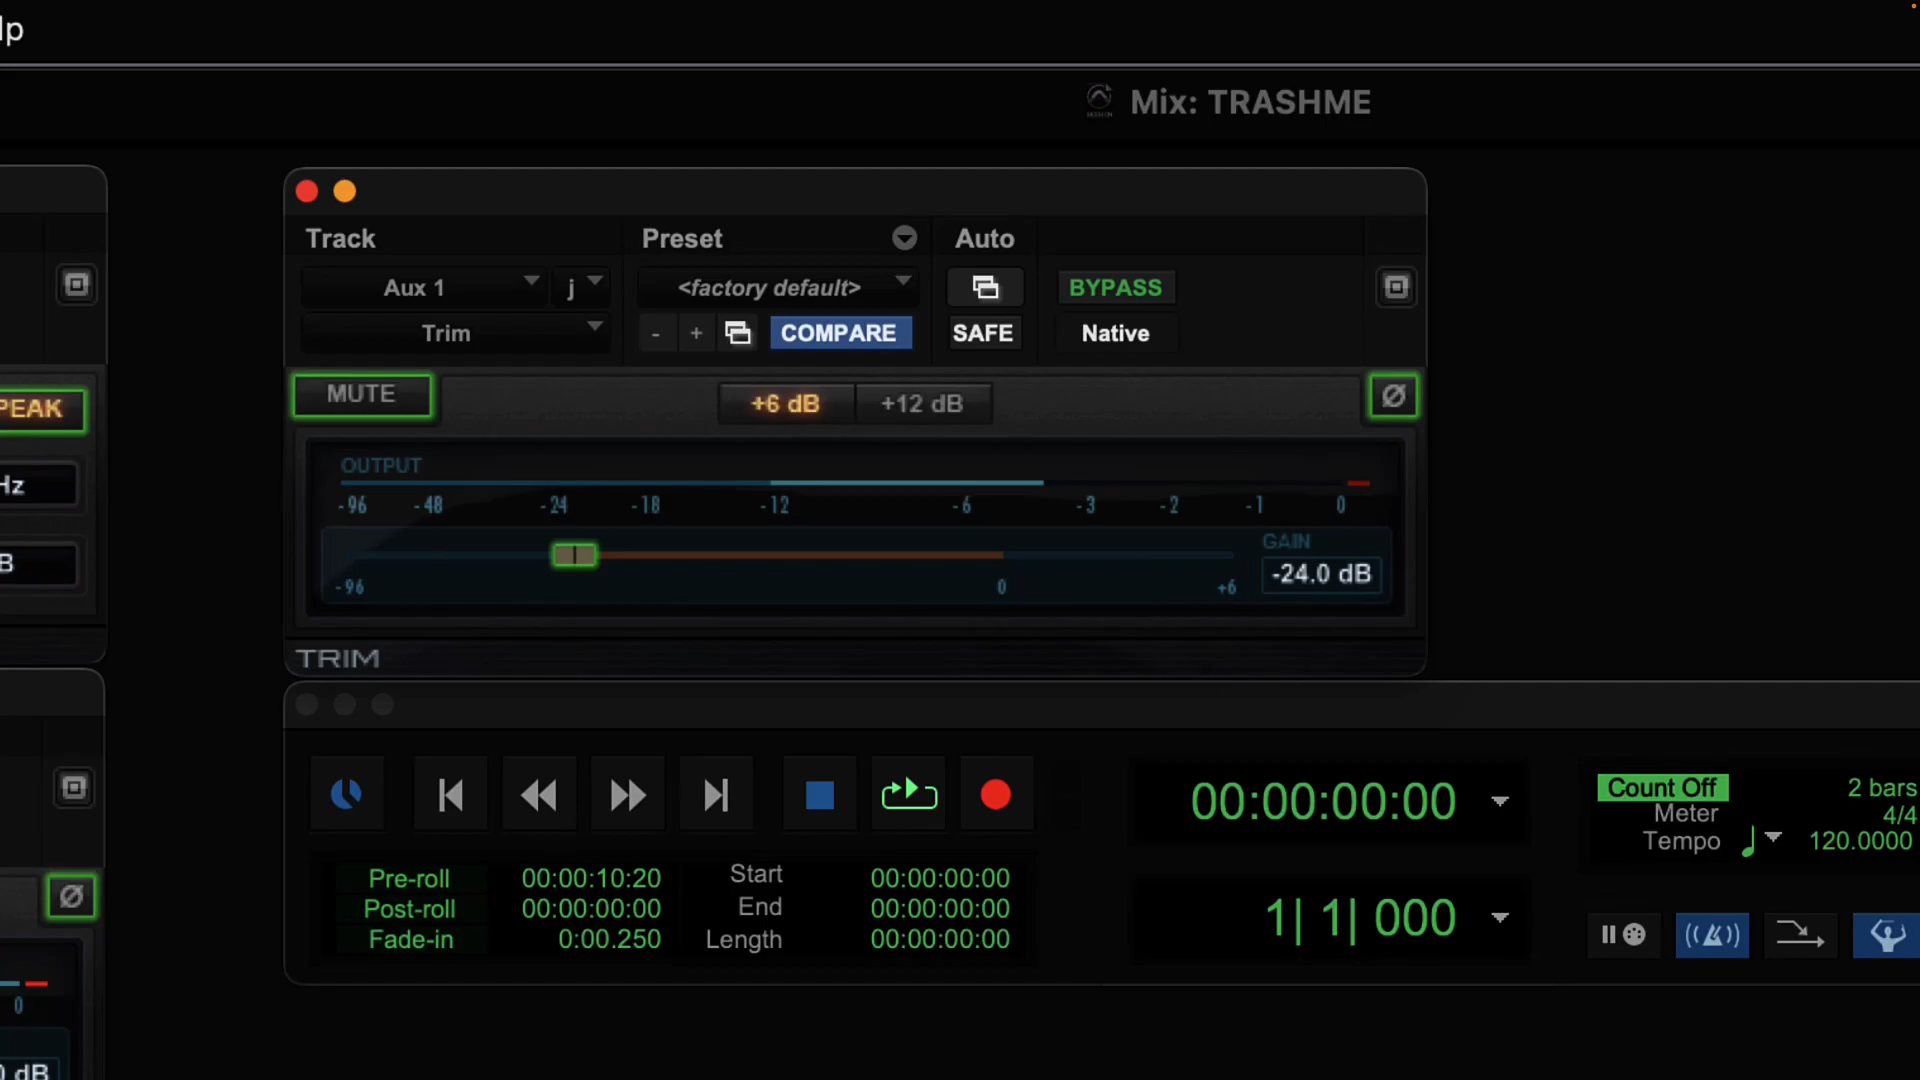 lp
Mix: TRASHME
Track
Preset
Auto
Aux 1
j
<factory default>
BYPASS
Trim
-
+
COMPARE
SAFE
Native
PEAK
MUTE
+6 dB
+12 dB
Ø
Hz
OUTPUT
-96 -48 -24 -18 -12 -6 -3 -2 -1 0
B
GAIN
-24.0 dB
-96 0 +6
TRIM
00:00:00:00
Count Off 2 bars
Meter 4/4
Tempo 120.0000
Pre-roll 00:00:10:20 Start 00:00:00:00
Post-roll 00:00:00:00 End 00:00:00:00
Fade-in 0:00.250 Length 00:00:00:00
1| 1| 000
Ø
0
0 dB